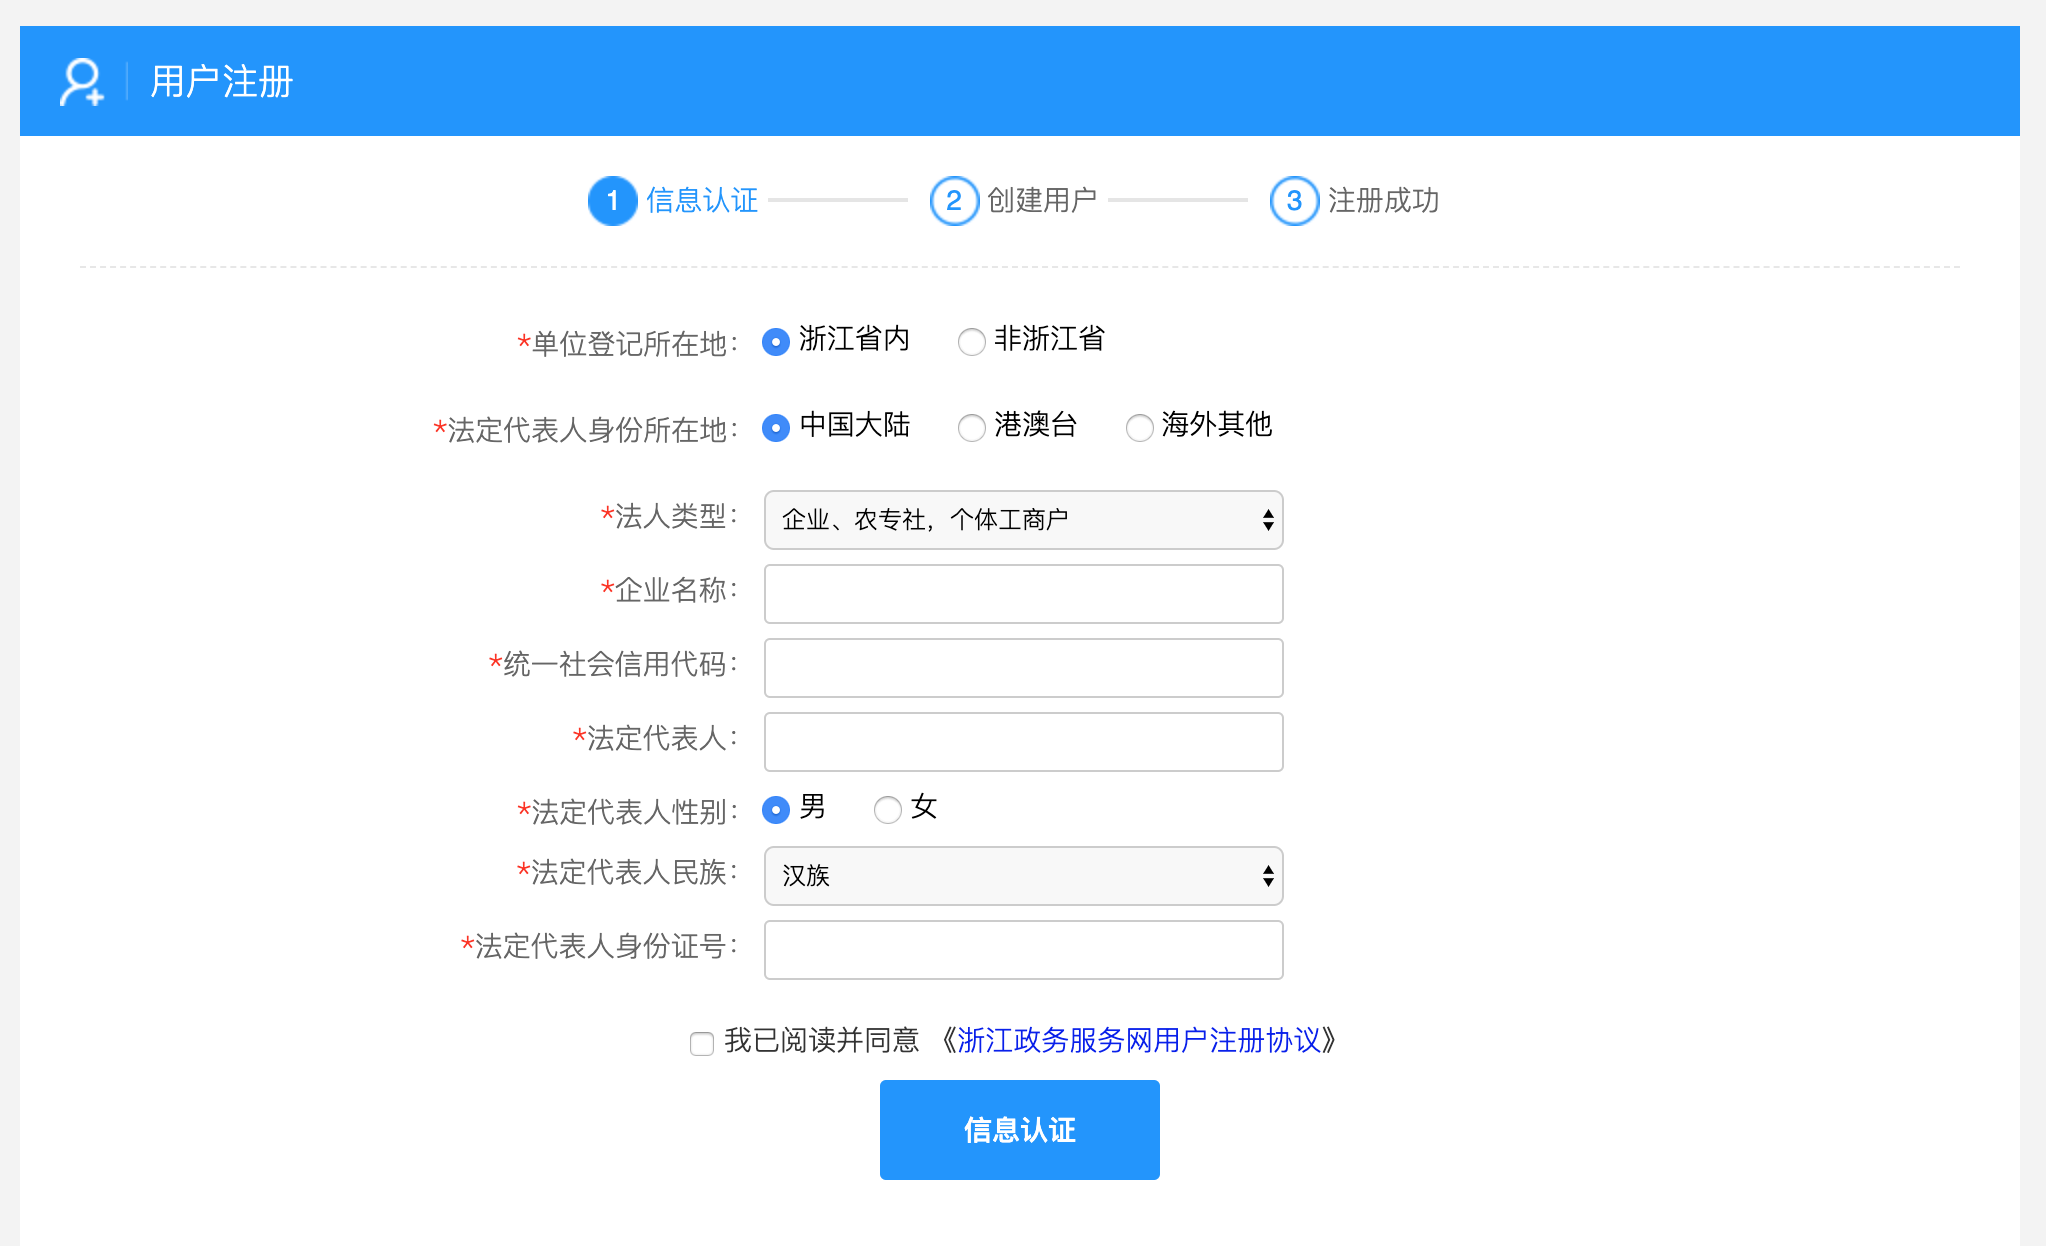 用户注册
1 信息认证 2 创建用户 3 注册成功
*单位登记所在地： 浙江省内 非浙江省
*法定代表人身份所在地： 中国大陆 港澳台 海外其他
*法人类型： 企业、农专社，个体工商户
*企业名称：
*统一社会信用代码：
*法定代表人：
*法定代表人性别： 男 女
*法定代表人民族： 汉族
*法定代表人身份证号：
我已阅读并同意 《浙江政务服务网用户注册协议》
信息认证